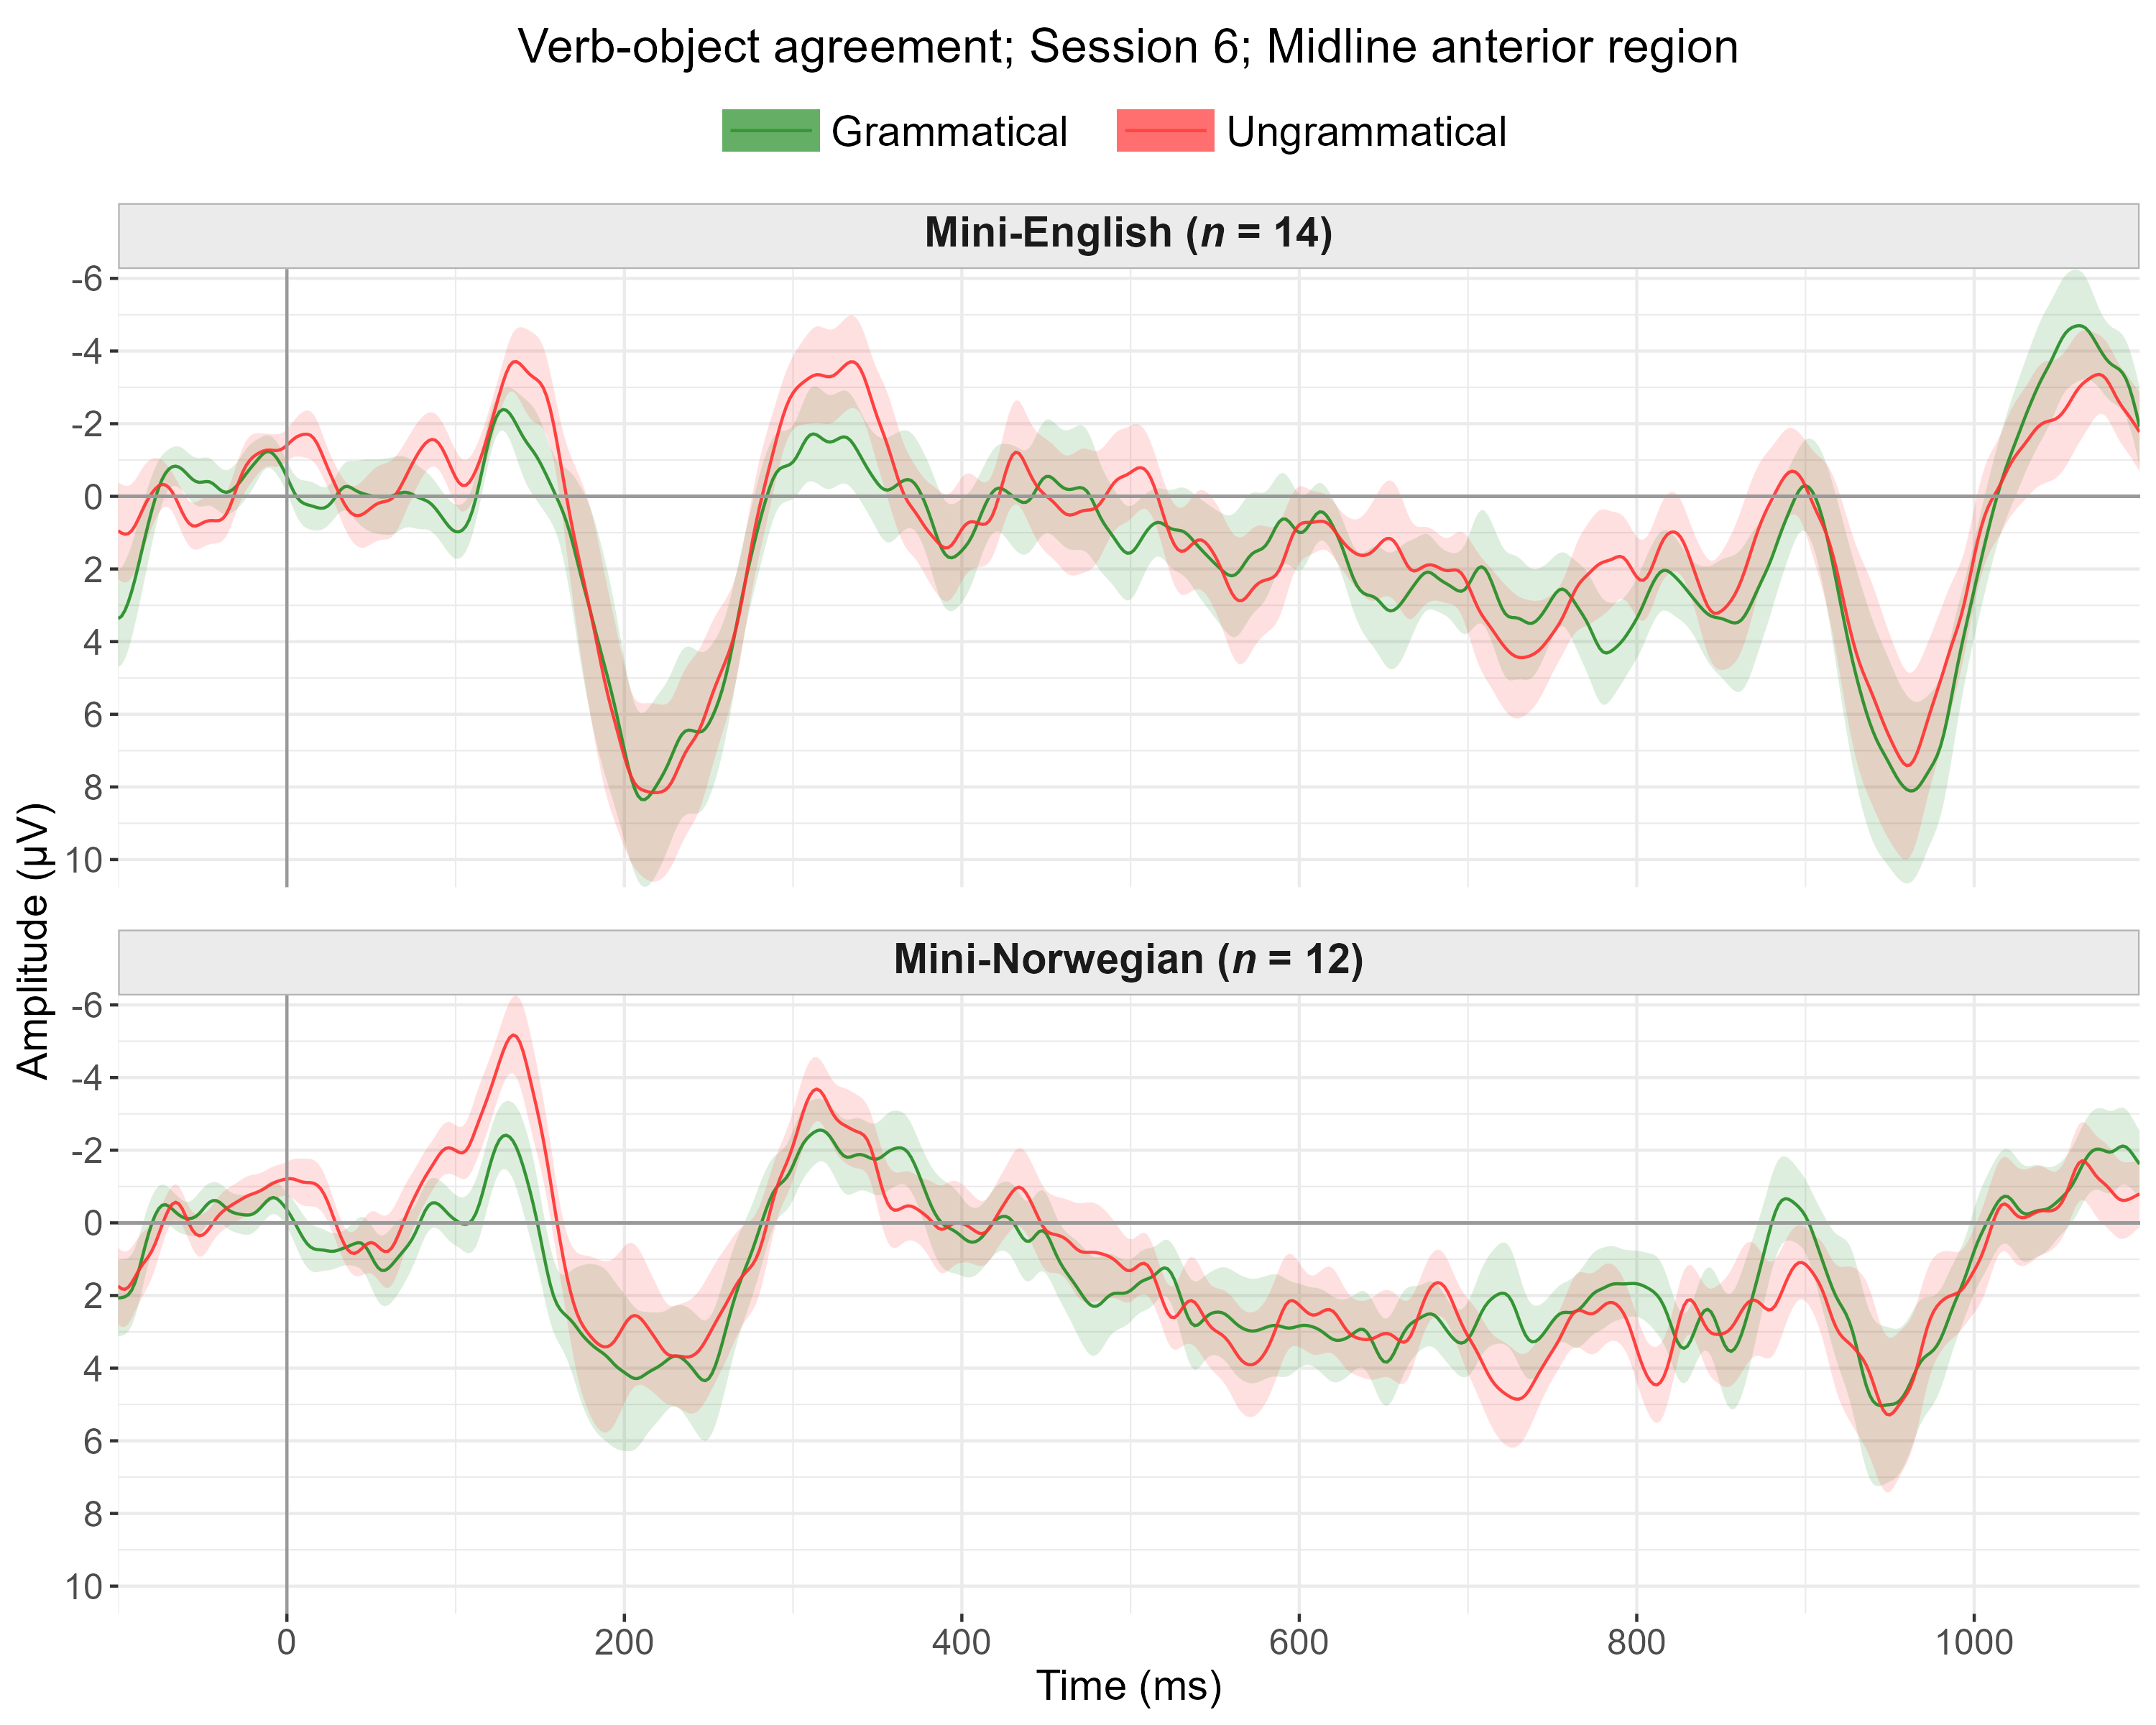 Verb-object agreement; Session 6; Midline anterior region
Grammatical Ungrammatical
Mini-English (n = 14)
-6
-4
-2
0
2
4
6
8
10
Amplitude (µV)
Mini-Norwegian (n = 12)
-6
-4
-2
0
2
4
6
8
10
0 200 400 600 800 1000
Time (ms)